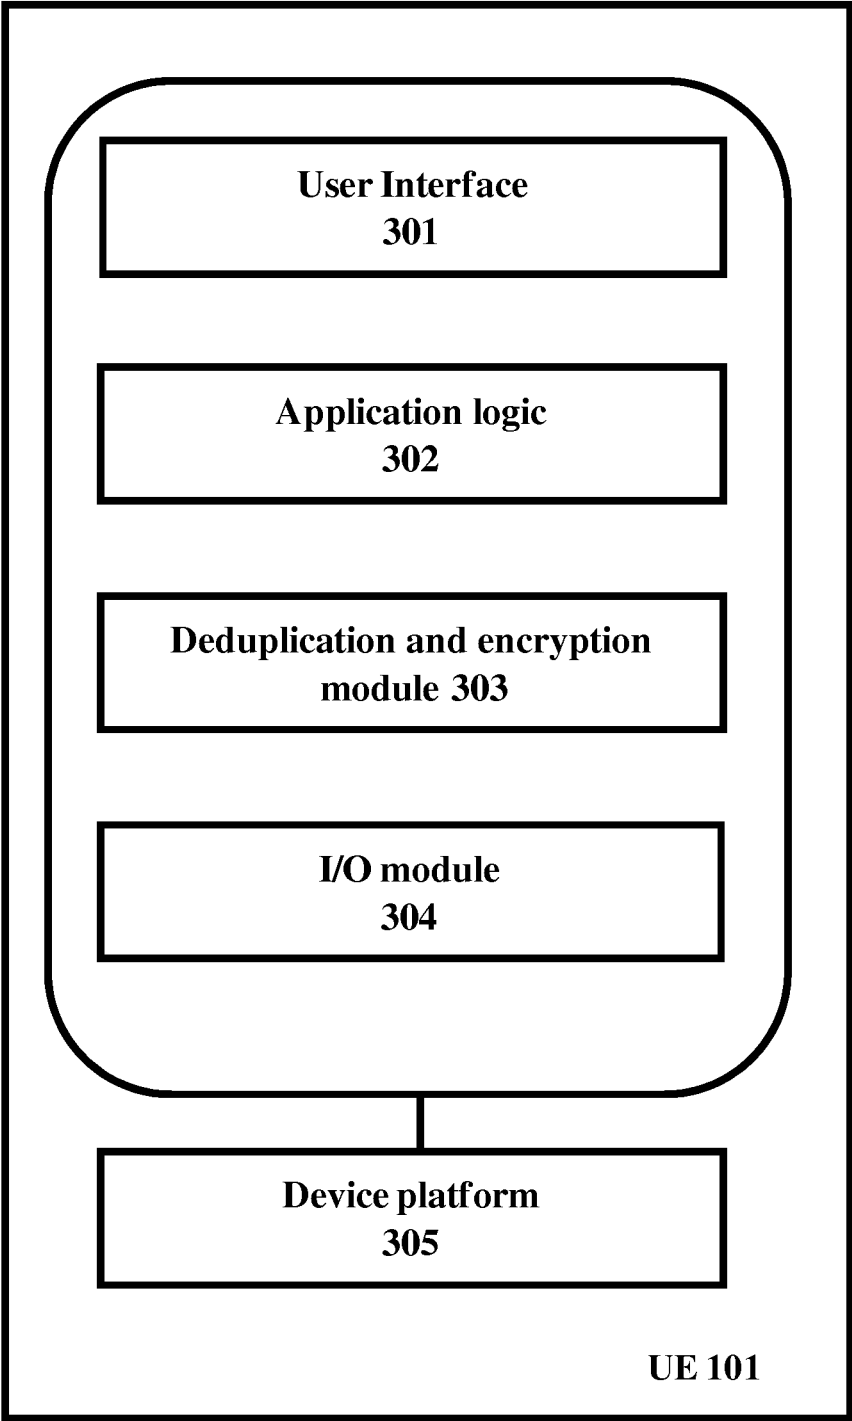 User Interface
301
Application logic
302
Deduplication and encryption
module 303
I/O module
304
Device platform
305
UE 101